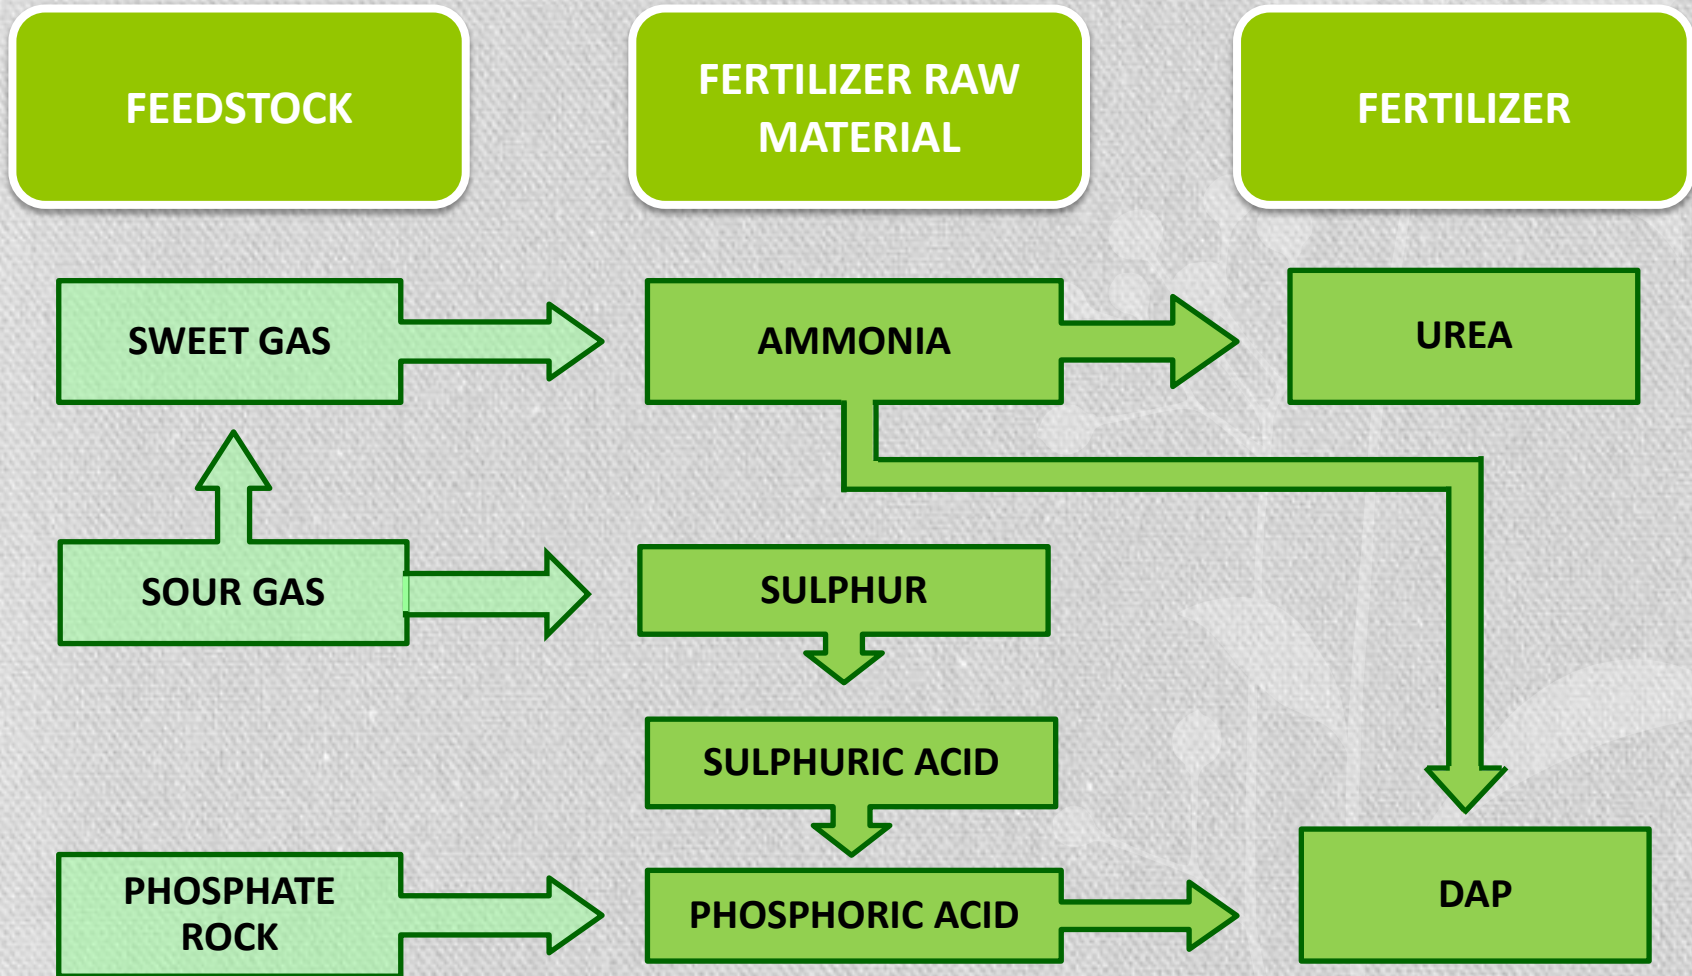 FEEDSTOCK
FERTILIZER RAW
MATERIAL
FERTILIZER
SWEET GAS
AMMONIA
UREA
SOUR GAS
SULPHUR
SULPHURIC ACID
PHOSPHATE
ROCK
PHOSPHORIC ACID
DAP